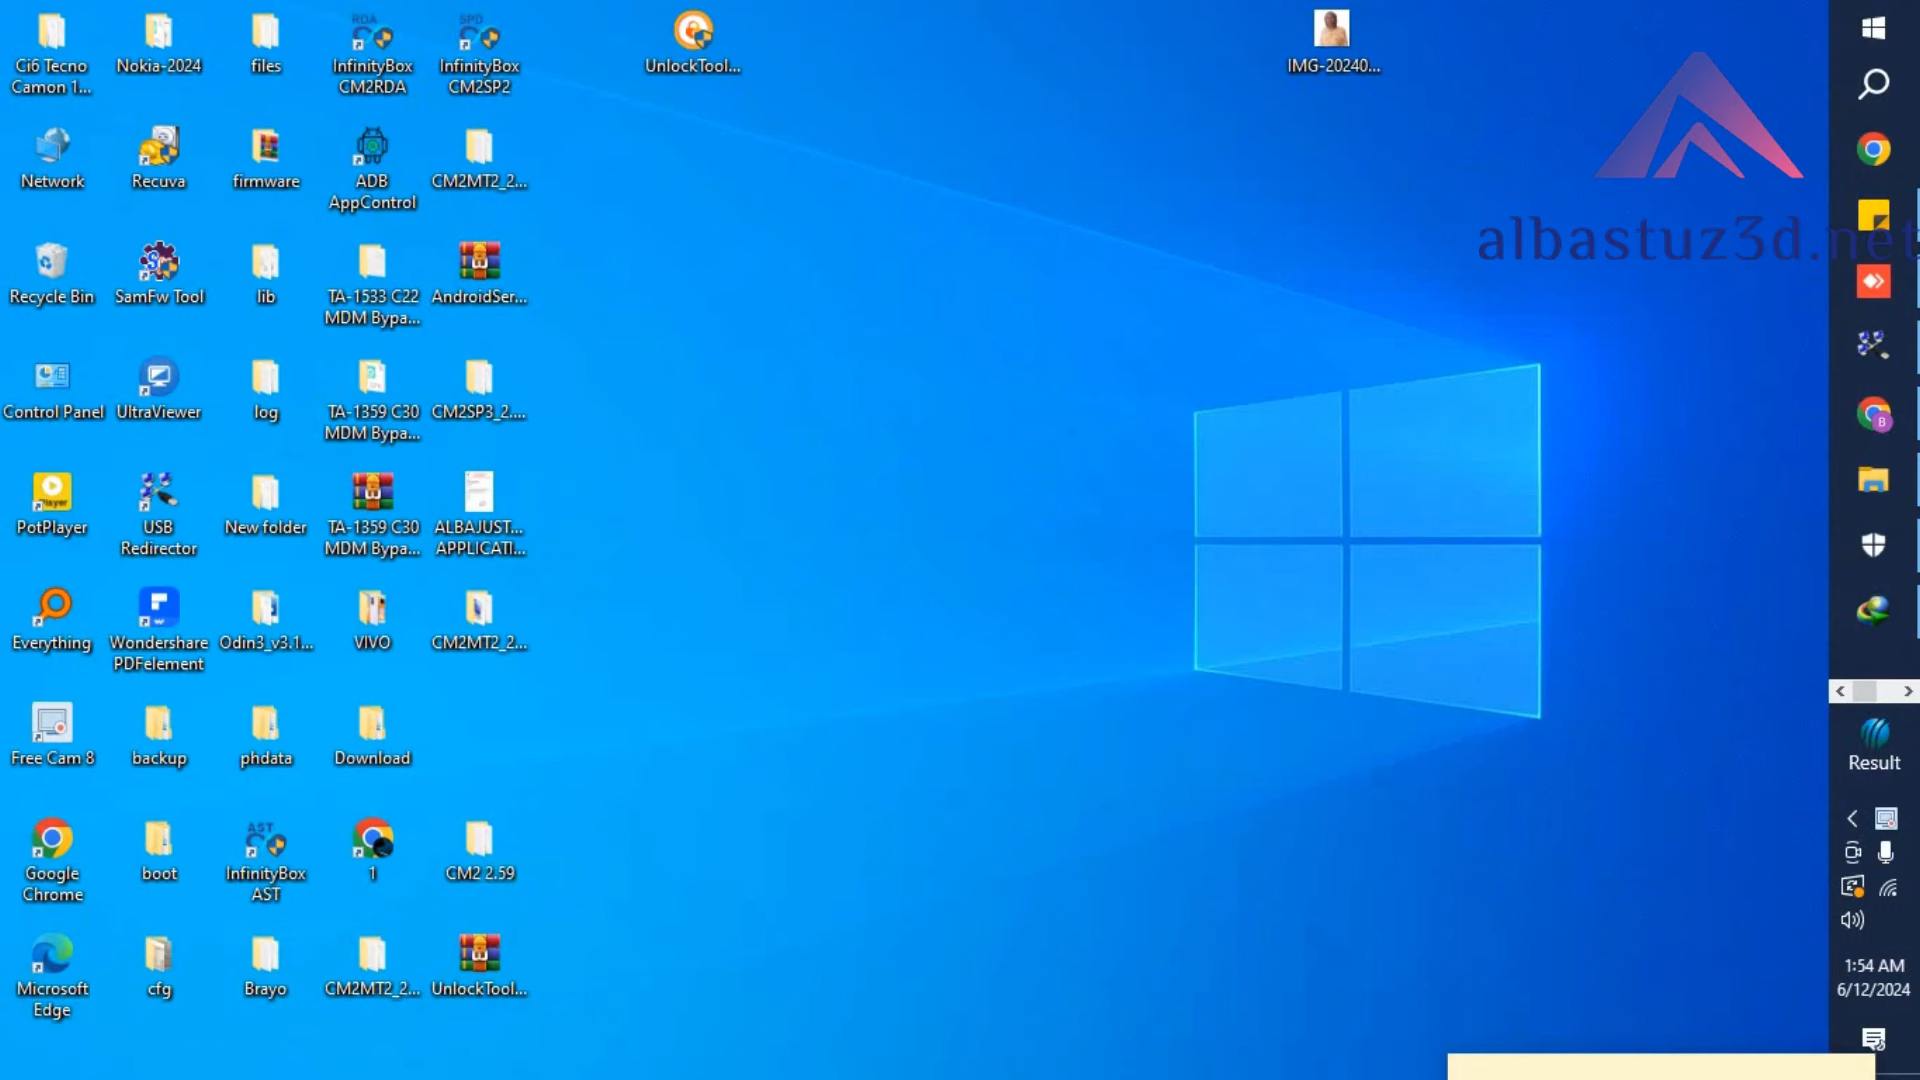 Ci6 Tecno
Camon 1...
Nokia-2024
files
RDA
InfinityBox
CM2RDA
SPD
InfinityBox
CM2SP2
UnlockTool...
IMG-20240...
Network
Recuva
firmware
ADB
AppControl
CM2MT2_2...
albastuz3d.net
Recycle Bin
SamFw Tool
lib
TA-1533 C22
MDM Bypa...
AndroidSer...
Control Panel
UltraViewer
log
TA-1359 C30
MDM Bypa...
CM2SP3_2....
B
PotPlayer
USB
Redirector
New folder
TA-1359 C30
MDM Bypa...
ALBAJUST...
APPLICATI...
Everything
Wondershare
PDFelement
Odin3_v3.1...
VIVO
CM2MT2_2...
Free Cam 8
backup
phdata
Download
Result
Google
Chrome
boot
AST
InfinityBox
AST
1
CM2 2.59
Microsoft
Edge
cfg
Brayo
CM2MT2_2...
UnlockTool...
1:54 AM
6/12/2024